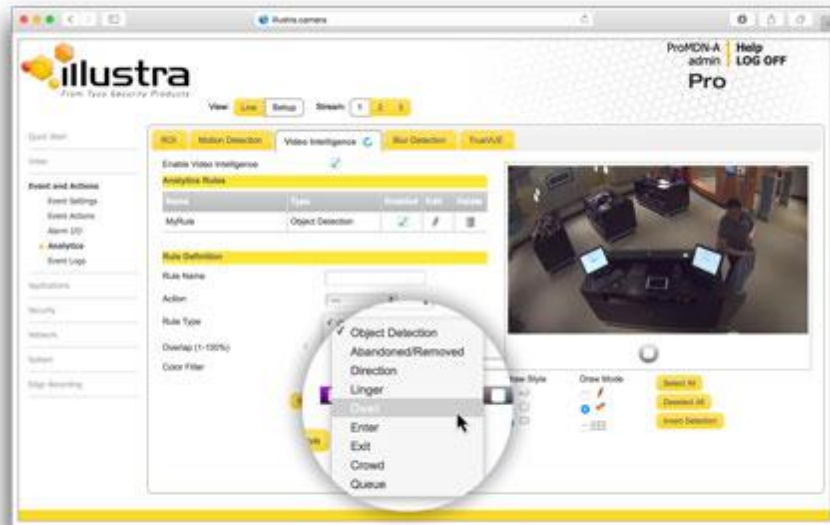 illustra.camera
ProMDN-A Help
admin LOG OFF
illustra
Pro
From Tyco Security Products
View: Live Setup Stream: 1 2 3
Quick Start
ROI Motion Detection Video Intelligence Blur Detection TrueVUE
Video
Enable Video Intelligence
Event and Actions
Analytics Rules
Event Settings
Name Type Enabled Edit Delete
Event Actions
MyRule Object Detection
Alarm I/O
Analytics
Event Logs
Rule Definition
Applications
Rule Name
Action
Security
Rule Type
Network
Overlap (1-100%)
System
Color Filter
Edge Recording
Object Detection
Abandoned/Removed
Direction
Linger
Dwell
Enter
Exit
Crowd
Queue
Draw Mode
Select All
Deselect All
Invert Selection